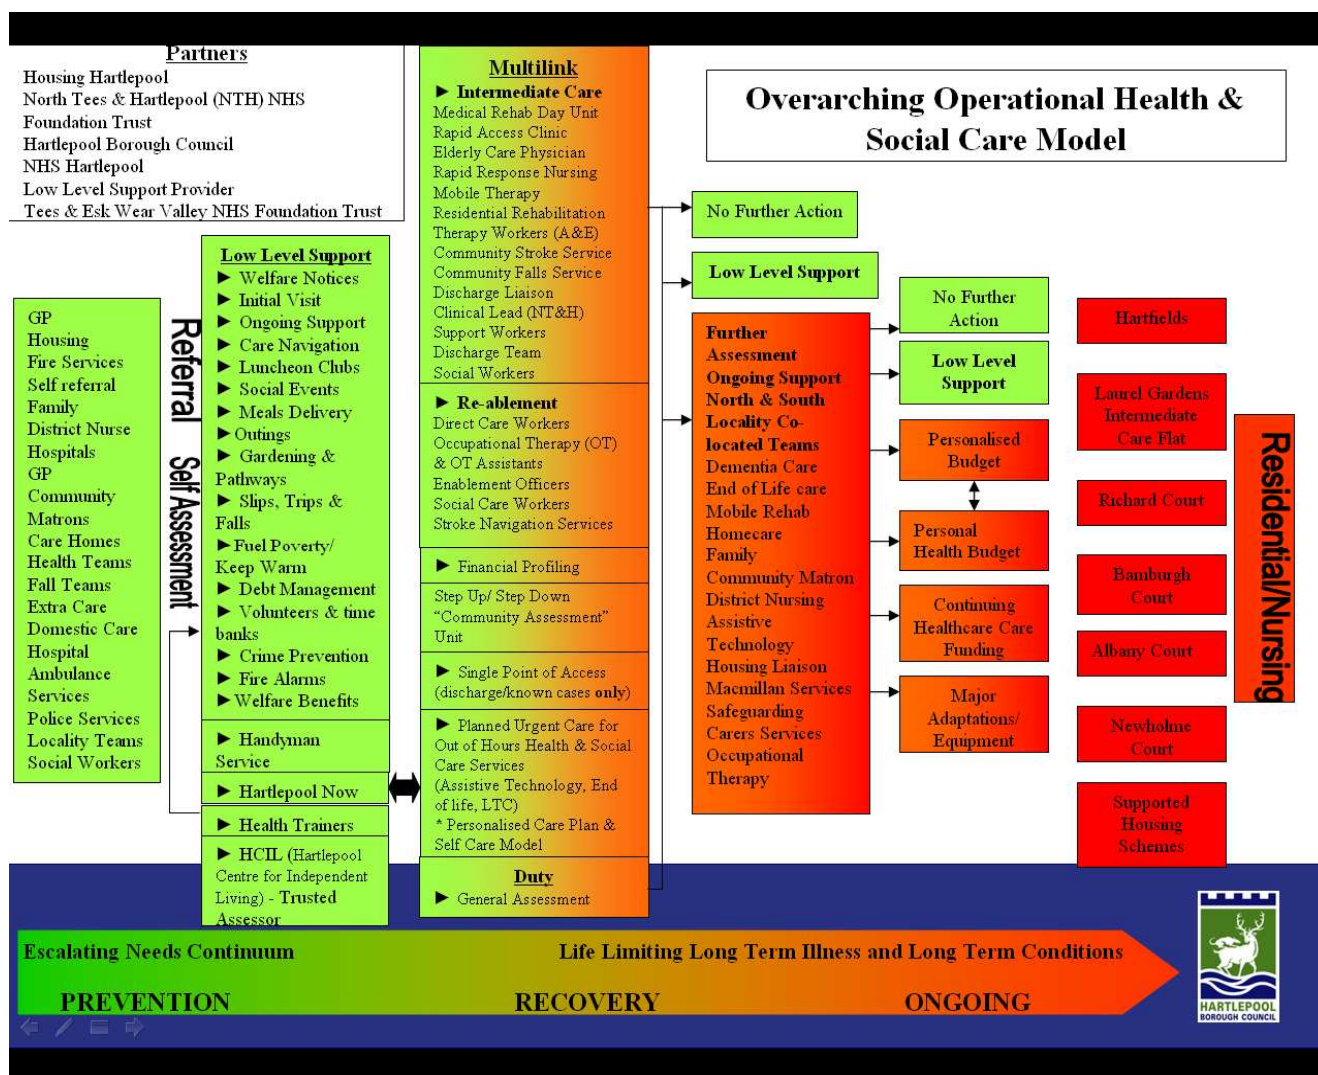 Partners
Housing Hartlepool
North Tees & Hartlepool (NTH) NHS
Foundation Trust
Hartlepool Borough Council
NHS Hartlepool
Low Level Support Provider
Tees & Esk Wear Valley NHS Foundation Trust
Overarching Operational Health &
Social Care Model
GP
Housing
Fire Services
Self referral
Family
District Nurse
Hospitals
GP
Community
Matrons
Care Homes
Health Teams
Fall Teams
Extra Care
Domestic Care
Hospital
Ambulance
Services
Police Services
Locality Teams
Social Workers
Referral
Self Assessment
Low Level Support
► Welfare Notices
► Initial Visit
► Ongoing Support
► Care Navigation
► Luncheon Clubs
► Social Events
► Meals Delivery
►Outings
► Gardening &
Pathways
► Slips, Trips &
Falls
►Fuel Poverty/
Keep Warm
► Debt Management
► Volunteers & time
banks
► Crime Prevention
► Fire Alarms
►Welfare Benefits
► Handyman
Service
► Hartlepool Now
► Health Trainers
► HCIL (Hartlepool
Centre for Independent
Living) - Trusted
Assessor
Multilink
► Intermediate Care
Medical Rehab Day Unit
Rapid Access Clinic
Elderly Care Physician
Rapid Response Nursing
Mobile Therapy
Residential Rehabilitation
Therapy Workers (A&E)
Community Stroke Service
Community Falls Service
Discharge Liaison
Clinical Lead (NT&H)
Support Workers
Discharge Team
Social Workers
► Re-ablement
Direct Care Workers
Occupational Therapy (OT)
& OT Assistants
Enablement Officers
Social Care Workers
Stroke Navigation Services
► Financial Profiling
Step Up/ Step Down
“Community Assessment”
Unit
► Single Point of Access
(discharge/known cases only)
► Planned Urgent Care for
Out of Hours Health & Social
Care Services
(Assistive Technology, End
of life, LTC)
* Personalised Care Plan &
Self Care Model
Duty
► General Assessment
No Further Action
Low Level Support
Further
Assessment
Ongoing Support
North & South
Locality Co-
located Teams
Dementia Care
End of Life care
Mobile Rehab
Homecare
Family
Community Matron
District Nursing
Assistive
Technology
Housing Liaison
Macmillan Services
Safeguarding
Carers Services
Occupational
Therapy
No Further
Action
Low Level
Support
Personalised
Budget
Personal
Health Budget
Continuing
Healthcare Care
Funding
Major
Adaptations/
Equipment
Hartfields
Laurel Gardens
Intermediate
Care Flat
Richard Court
Bamburgh
Court
Albany Court
Newholme
Court
Supported
Housing
Schemes
Residential/Nursing
Escalating Needs Continuum
Life Limiting Long Term Illness and Long Term Conditions
PREVENTION
RECOVERY
ONGOING
HARTLEPOOL
BOROUGH COUNCIL